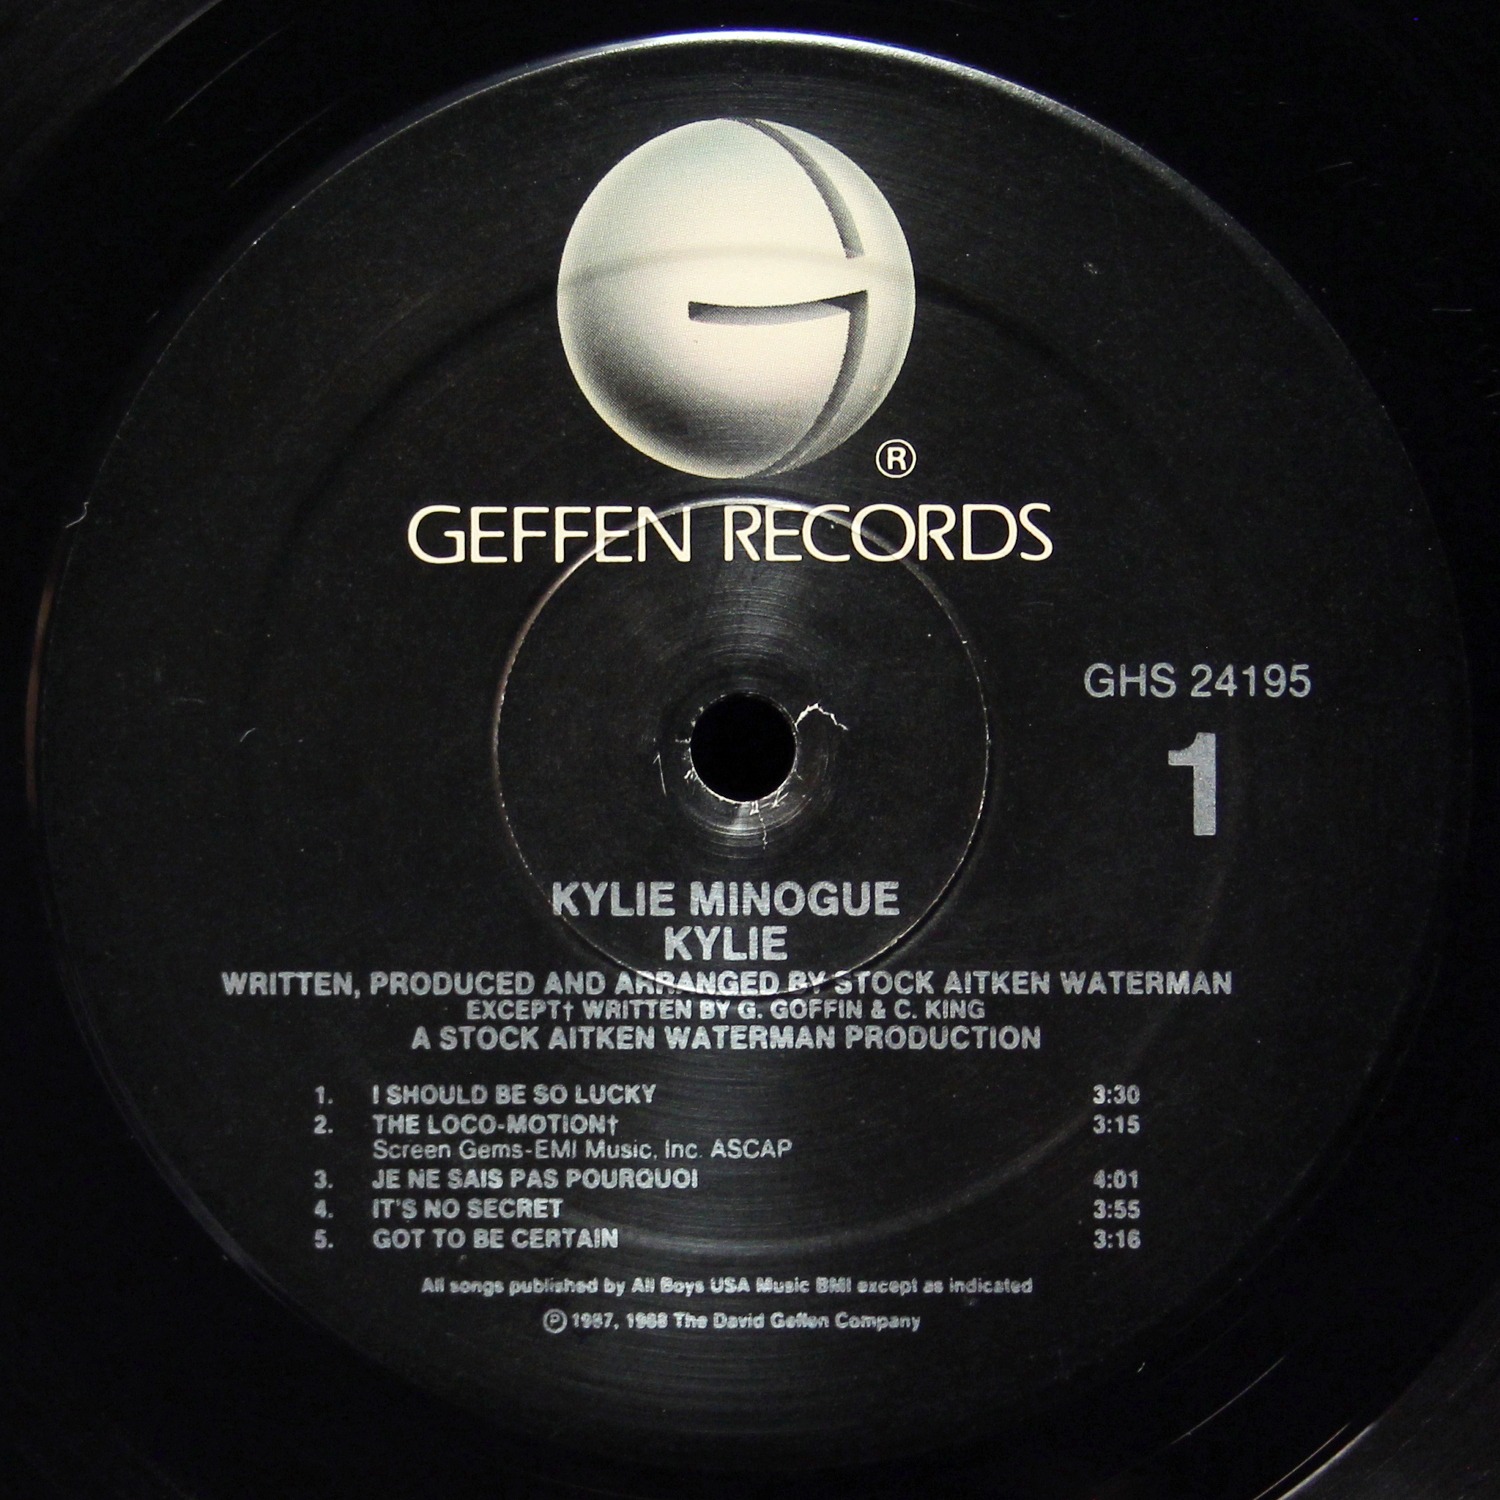 ®
GEFFEN RECORDS
GHS 24195
1
KYLIE MINOGUE
KYLIE
WRITTEN, PRODUCED AND ARRANGED BY STOCK AITKEN WATERMAN
EXCEPT† WRITTEN BY G. GOFFIN & C. KING
A STOCK AITKEN WATERMAN PRODUCTION
1. I SHOULD BE SO LUCKY 3:30
2. THE LOCO-MOTION† 3:15
Screen Gems-EMI Music, Inc. ASCAP
3. JE NE SAIS PAS POURQUOI 4:01
4. IT'S NO SECRET 3:55
5. GOT TO BE CERTAIN 3:16
All songs published by All Boys USA Music BMI except as indicated
℗ 1987, 1988 The David Geffen Company